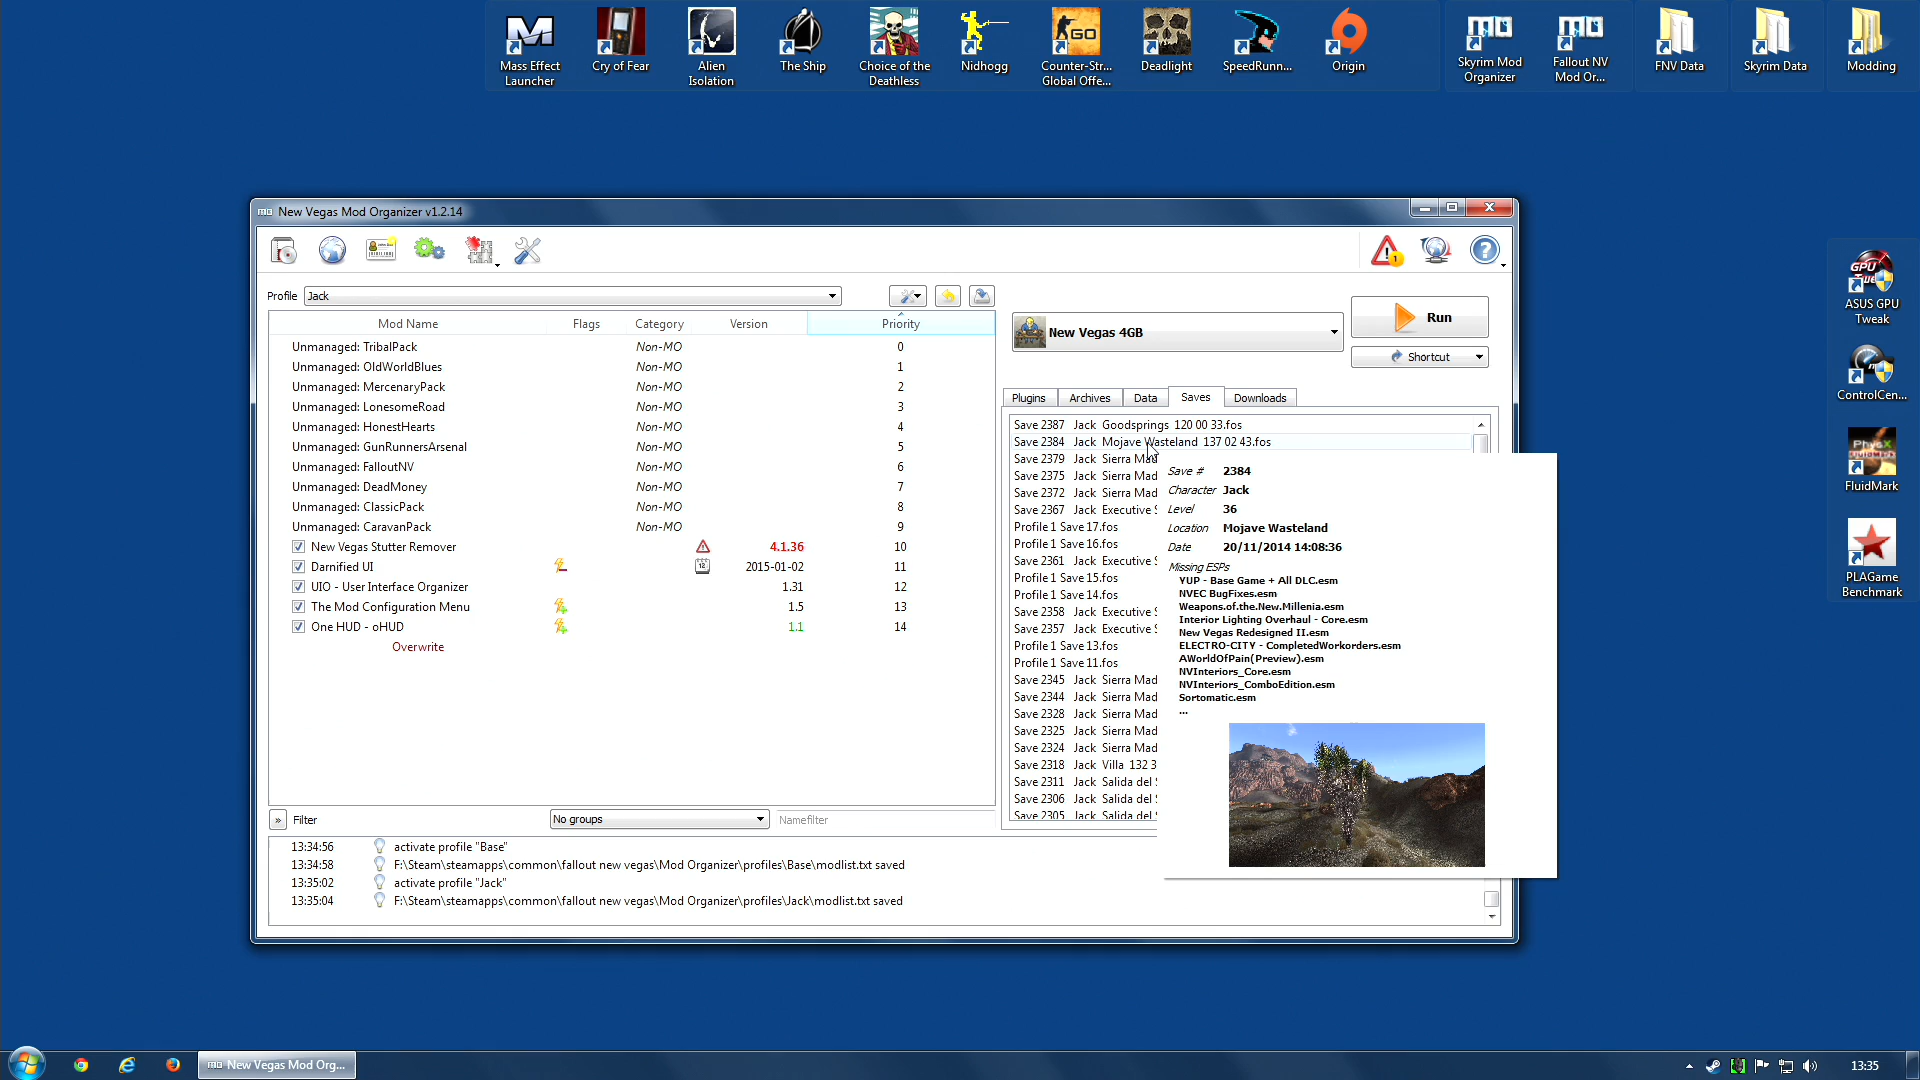 Mass Effect Launcher
Cry of Fear
Alien Isolation
The Ship
Choice of the Deathless
Nidhogg
Counter-Str... Global Offe...
Deadlight
SpeedRunn...
Origin
Skyrim Mod Organizer
Fallout NV Mod Or...
FNV Data
Skyrim Data
Modding
ASUS GPU Tweak
ControlCen...
FluidMark
PLAGame Benchmark
New Vegas Mod Organizer v1.2.14
Profile Jack
Mod Name Flags Category Version Priority
Unmanaged: TribalPack Non-MO 0
Unmanaged: OldWorldBlues Non-MO 1
Unmanaged: MercenaryPack Non-MO 2
Unmanaged: LonesomeRoad Non-MO 3
Unmanaged: HonestHearts Non-MO 4
Unmanaged: GunRunnersArsenal Non-MO 5
Unmanaged: FalloutNV Non-MO 6
Unmanaged: DeadMoney Non-MO 7
Unmanaged: ClassicPack Non-MO 8
Unmanaged: CaravanPack Non-MO 9
New Vegas Stutter Remover 4.1.36 10
Darnified UI 2015-01-02 11
UIO - User Interface Organizer 1.31 12
The Mod Configuration Menu 1.5 13
One HUD - oHUD 1.1 14
Overwrite
» Filter No groups Namefilter
New Vegas 4GB
Run
Shortcut
Plugins Archives Data Saves Downloads
Save 2387 Jack Goodsprings 120 00 33.fos
Save 2384 Jack Mojave Wasteland 137 02 43.fos
Save 2379 Jack Sierra Mad
Save 2375 Jack Sierra Mad
Save 2372 Jack Sierra Mad
Save 2367 Jack Executive S
Profile 1 Save 17.fos
Profile 1 Save 16.fos
Save 2361 Jack Executive S
Profile 1 Save 15.fos
Profile 1 Save 14.fos
Save 2358 Jack Executive S
Save 2357 Jack Executive S
Profile 1 Save 13.fos
Profile 1 Save 11.fos
Save 2345 Jack Sierra Mad
Save 2344 Jack Sierra Mad
Save 2328 Jack Sierra Mad
Save 2325 Jack Sierra Mad
Save 2324 Jack Sierra Mad
Save 2318 Jack Villa 132 3
Save 2311 Jack Salida del S
Save 2306 Jack Salida del S
Save 2305 Jack Salida del S
Save # 2384
Character Jack
Level 36
Location Mojave Wasteland
Date 20/11/2014 14:08:36
Missing ESPs
YUP - Base Game + All DLC.esm
NVEC BugFixes.esm
Weapons.of.the.New.Millenia.esm
Interior Lighting Overhaul - Core.esm
New Vegas Redesigned II.esm
ELECTRO-CITY - CompletedWorkorders.esm
AWorldOfPain(Preview).esm
NVInteriors_Core.esm
NVInteriors_ComboEdition.esm
Sortomatic.esm
...
13:34:56 activate profile "Base"
13:34:58 F:\Steam\steamapps\common\fallout new vegas\Mod Organizer\profiles\Base\modlist.txt saved
13:35:02 activate profile "Jack"
13:35:04 F:\Steam\steamapps\common\fallout new vegas\Mod Organizer\profiles\Jack\modlist.txt saved
New Vegas Mod Org...
13:35